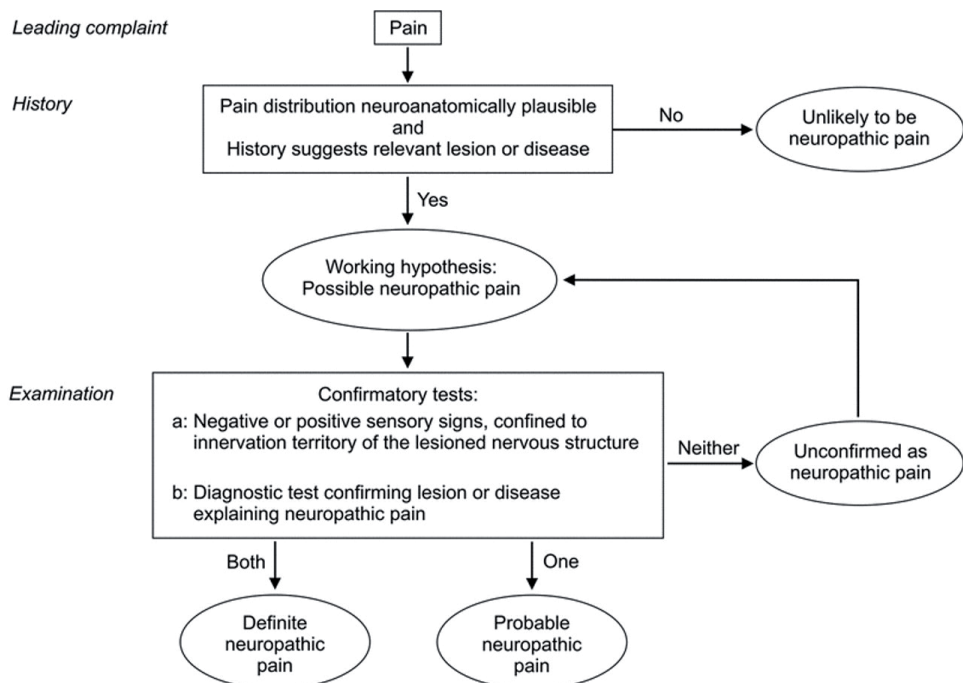 Leading complaint
Pain
History
Pain distribution neuroanatomically plausible
and
History suggests relevant lesion or disease
No
Unlikely to be
neuropathic pain
Yes
Working hypothesis:
Possible neuropathic pain
Examination
Confirmatory tests:
a: Negative or positive sensory signs, confined to
innervation territory of the lesioned nervous structure
b: Diagnostic test confirming lesion or disease
explaining neuropathic pain
Neither
Unconfirmed as
neuropathic pain
Both
One
Definite
neuropathic
pain
Probable
neuropathic
pain